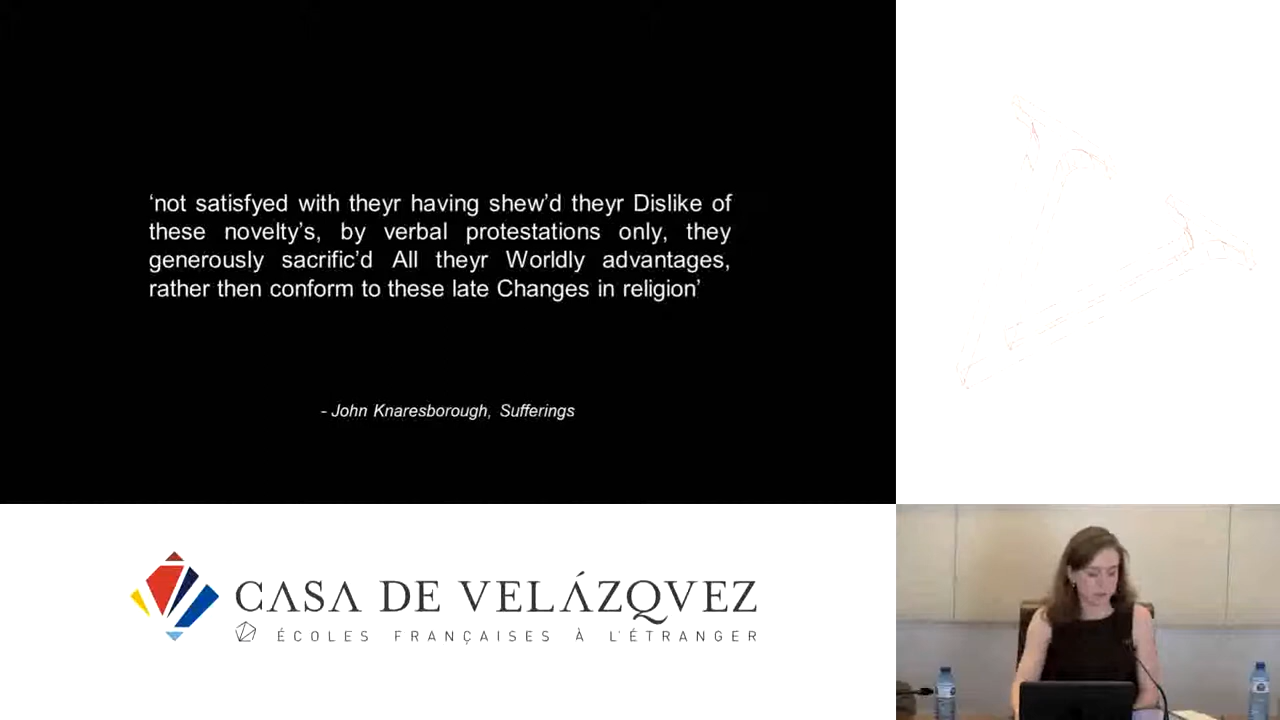 ‘not satisfyed with theyr having shew’d theyr Dislike of
these novelty’s, by verbal protestations only, they
generously sacrific’d All theyr Worldly advantages,
rather then conform to these late Changes in religion’
- John Knaresborough, Sufferings
CASA DE VELÁZQVEZ
ÉCOLES FRANÇAISES À L'ÉTRANGER